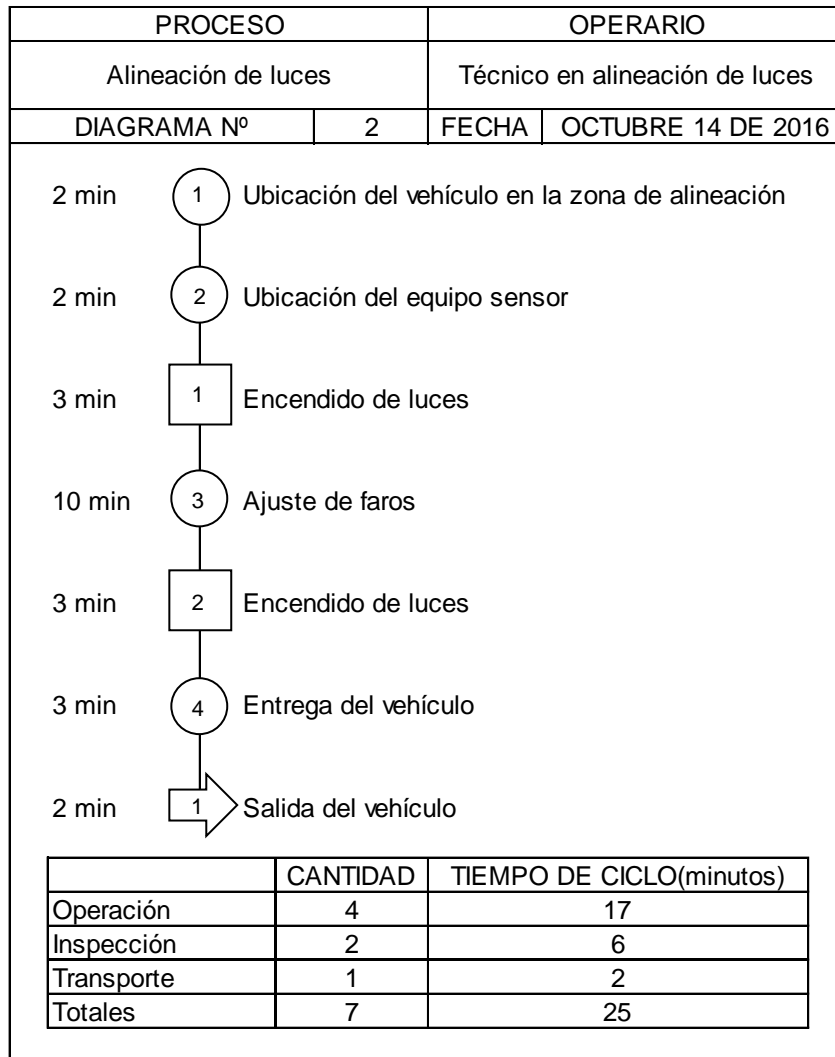 PROCESO OPERARIO
Alineación de luces Técnico en alineación de luces
DIAGRAMA Nº 2 FECHA OCTUBRE 14 DE 2016
2 min 1 Ubicación del vehículo en la zona de alineación
2 min 2 Ubicación del equipo sensor
3 min 1 Encendido de luces
10 min 3 Ajuste de faros
3 min 2 Encendido de luces
3 min 4 Entrega del vehículo
2 min 1 Salida del vehículo
CANTIDAD TIEMPO DE CICLO(minutos)
Operación 4 17
Inspección 2 6
Transporte 1 2
Totales 7 25